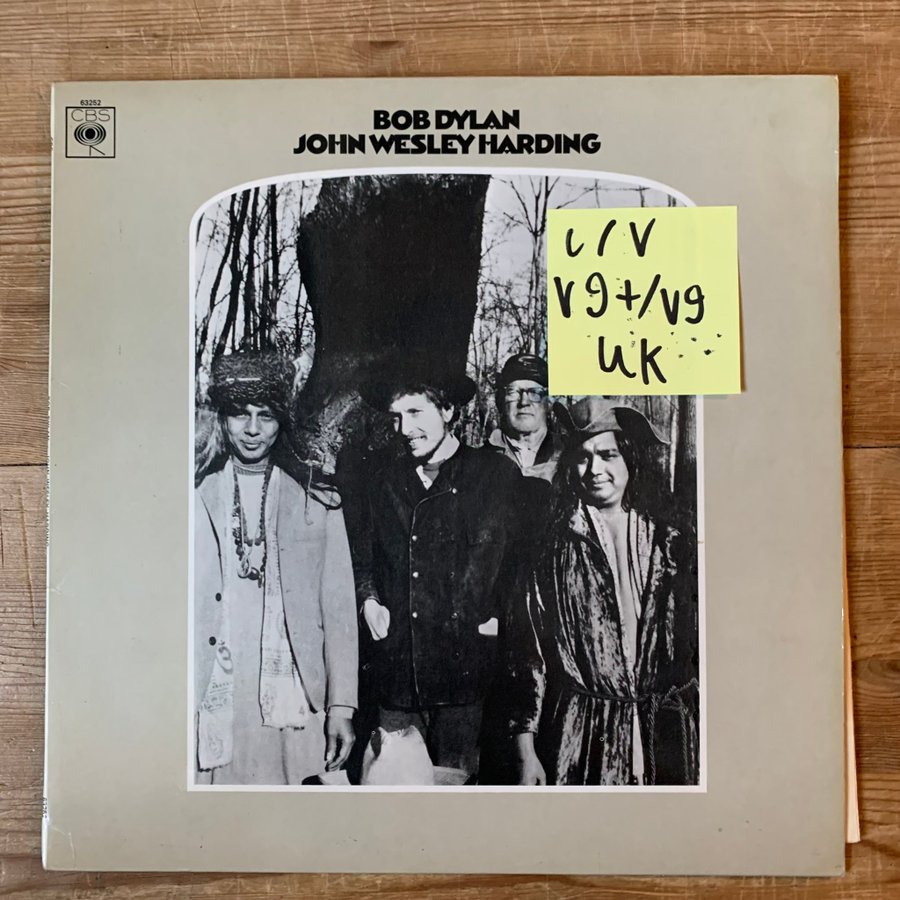 63252
CBS
BOB DYLAN
JOHN WESLEY HARDING
c/V
Vg+/Vg
UK